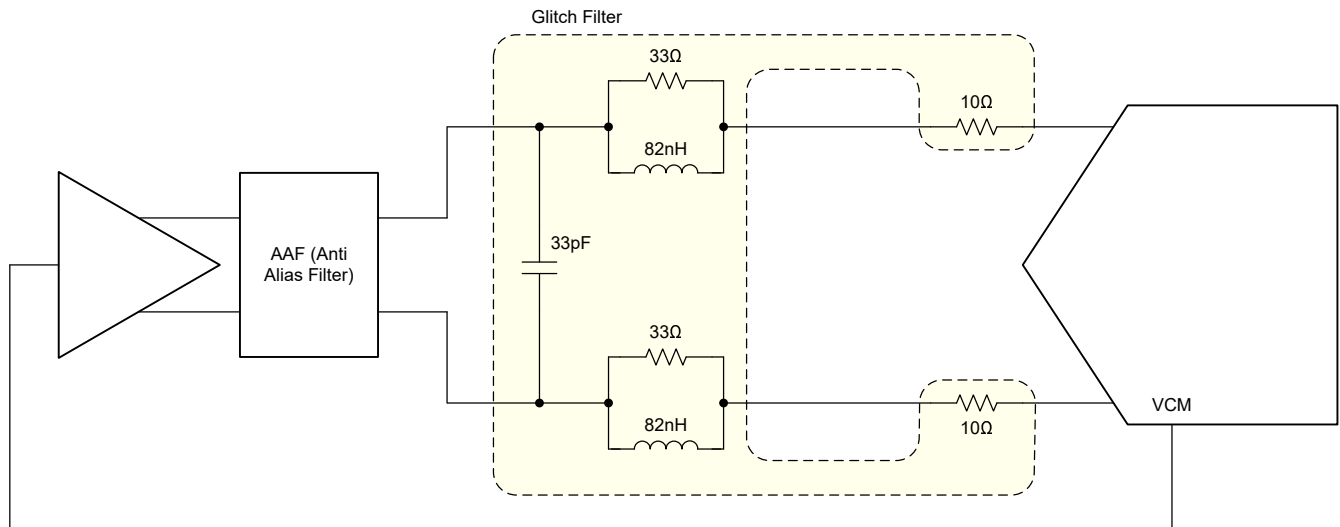 Glitch Filter
33Ω
10Ω
82nH
AAF (Anti
Alias Filter)
33pF
33Ω
10Ω
82nH
VCM